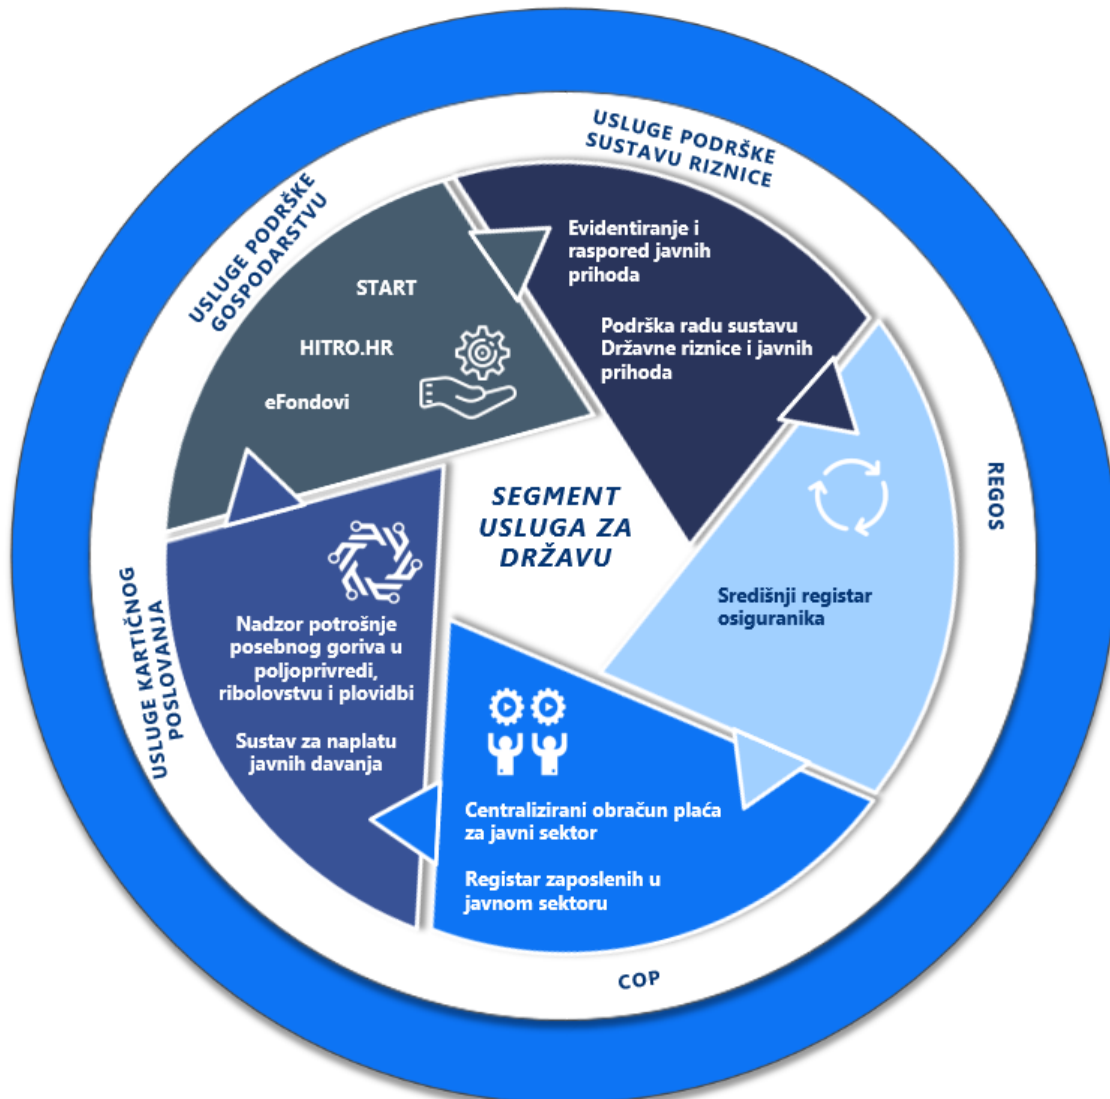 USLUGE PODRŠKE
SUSTAVU RIZNICE
Evidentiranje i
raspored javnih
prihoda
Podrška radu sustavu
Državne riznice i javnih
prihoda
REGOS
Središnji registar
osiguranika
COP
Centralizirani obračun plaća
za javni sektor
Registar zaposlenih u
javnom sektoru
USLUGE KARTIČNOG
POSLOVANJA
Nadzor potrošnje
posebnog goriva u
poljoprivredi,
ribolovstvu i plovidbi
Sustav za naplatu
javnih davanja
USLUGE PODRŠKE
GOSPODARSTVU
START
HITRO.HR
eFondovi
SEGMENT
USLUGA ZA
DRŽAVU